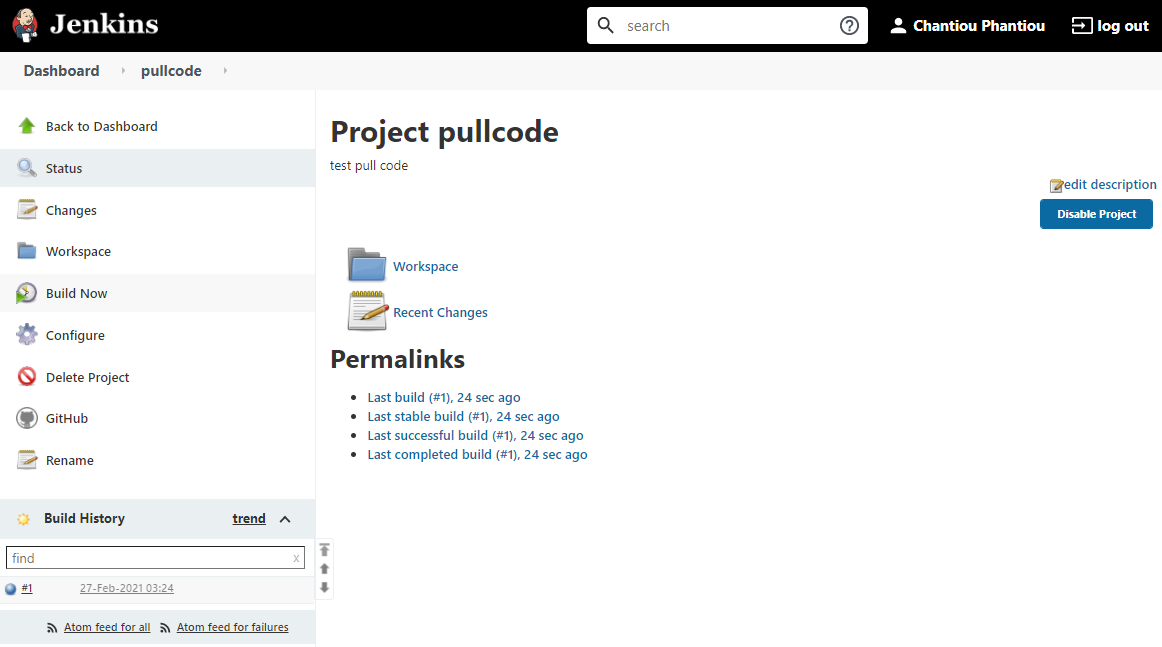 Jenkins
search
Chantiou Phantiou
log out
Dashboard
pullcode
Back to Dashboard
Status
Changes
Workspace
Build Now
Configure
Delete Project
GitHub
Rename
Build History
trend
find
x
#1
27-Feb-2021 03:24
Atom feed for all
Atom feed for failures
Project pullcode
test pull code
edit description
Disable Project
Workspace
Recent Changes
Permalinks
Last build (#1), 24 sec ago
Last stable build (#1), 24 sec ago
Last successful build (#1), 24 sec ago
Last completed build (#1), 24 sec ago